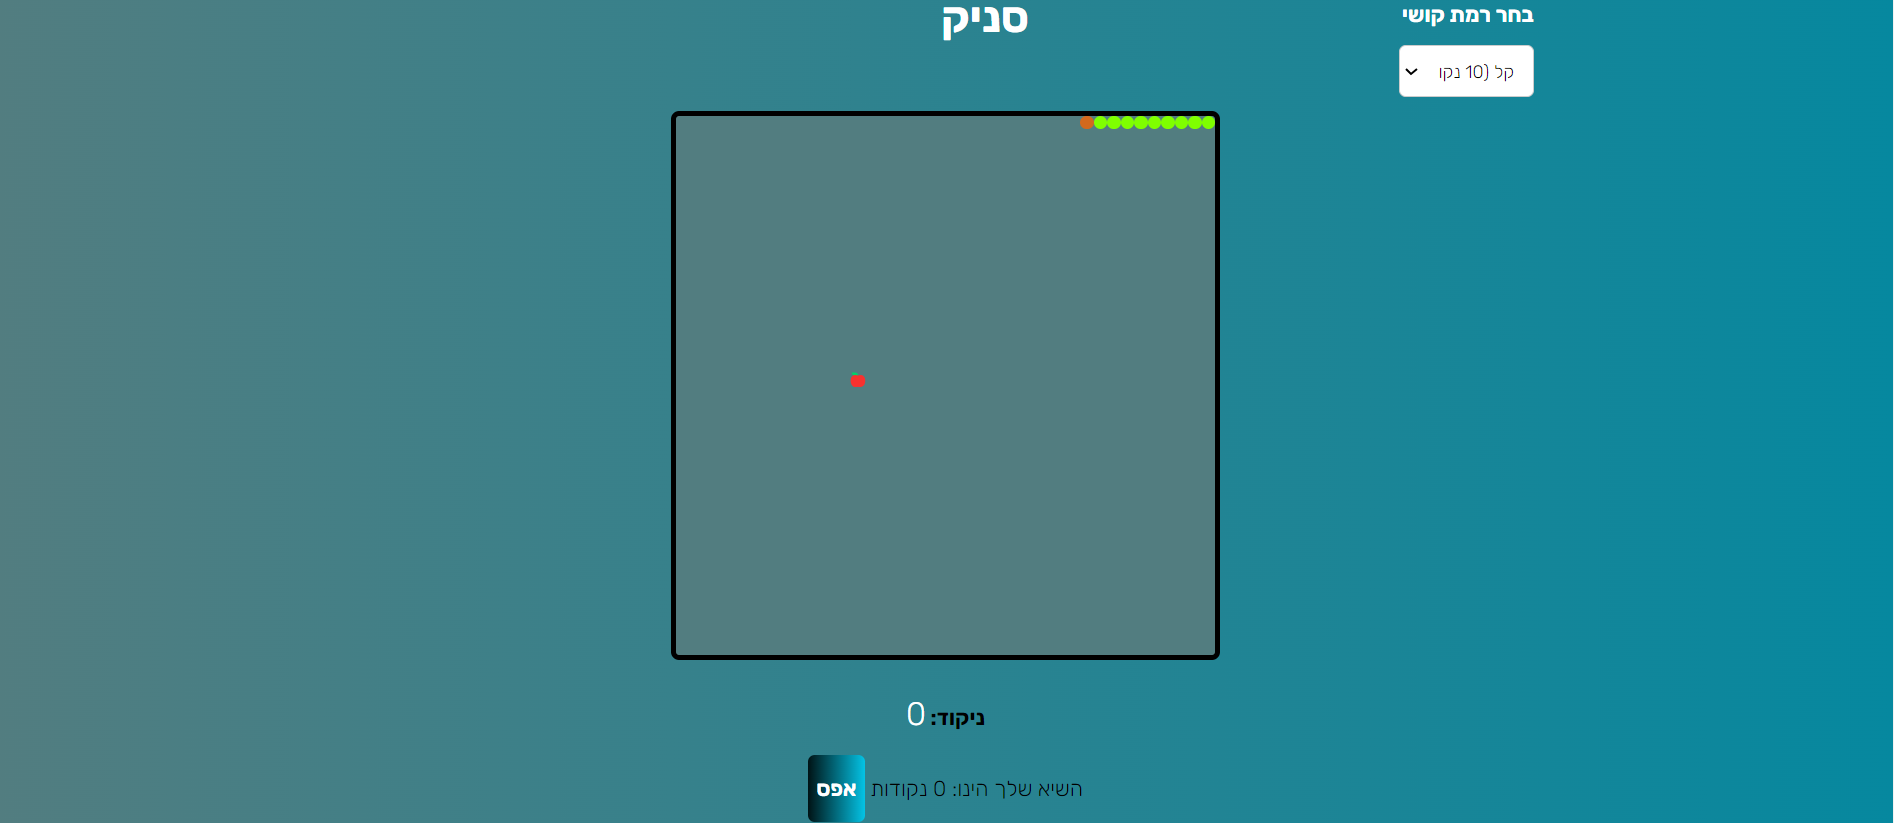 סניק
בחר רמת קושי
קל (10 נקו
ניקוד: 0
השיא שלך הינו: 0 נקודות
אפס